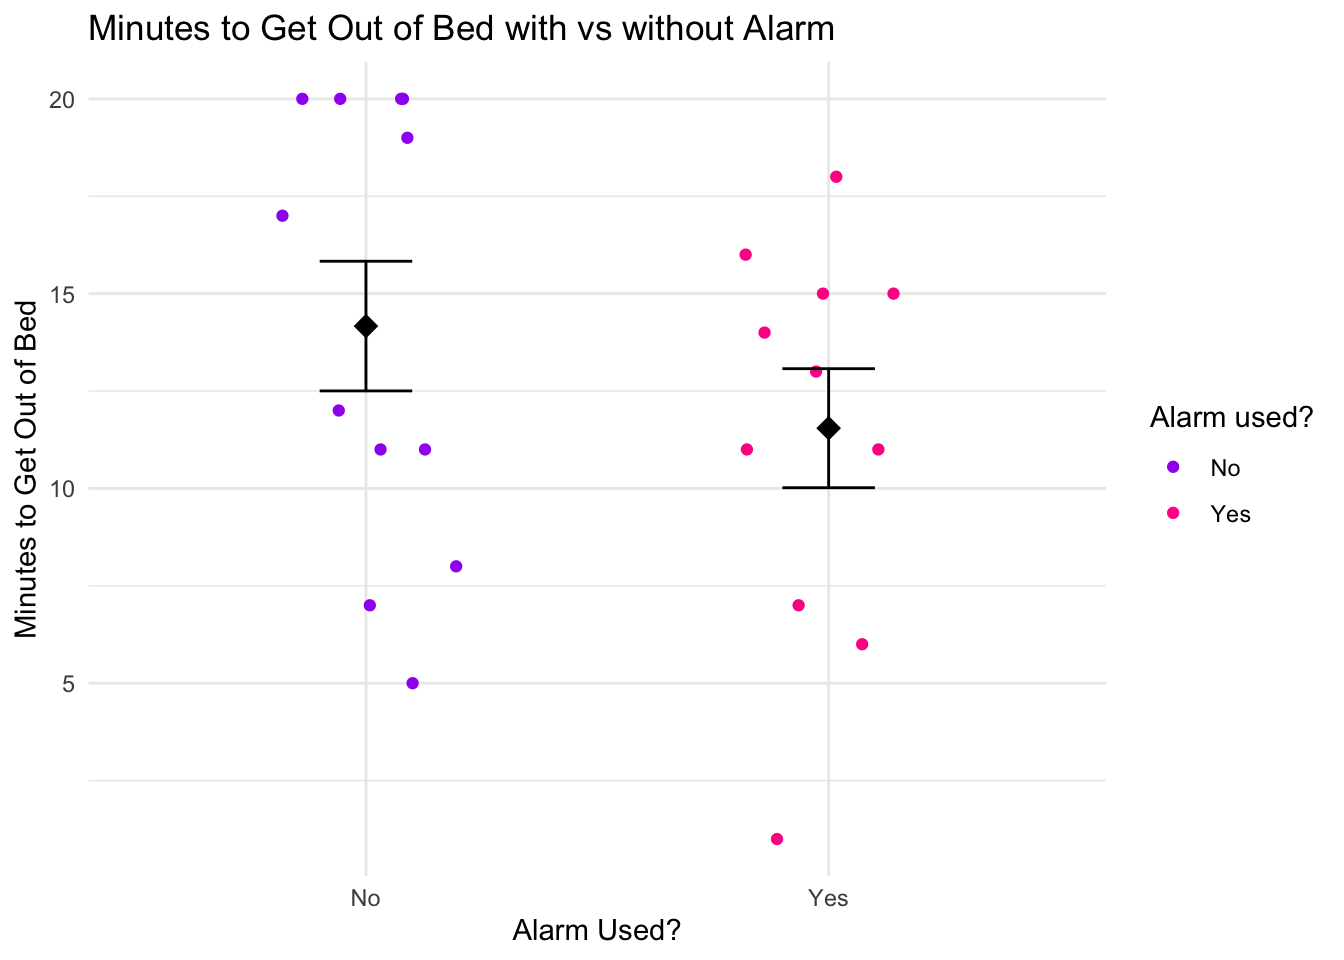 Minutes to Get Out of Bed with vs without Alarm
Minutes to Get Out of Bed
20
15
10
5
No
Yes
Alarm Used?
Alarm used?
No
Yes